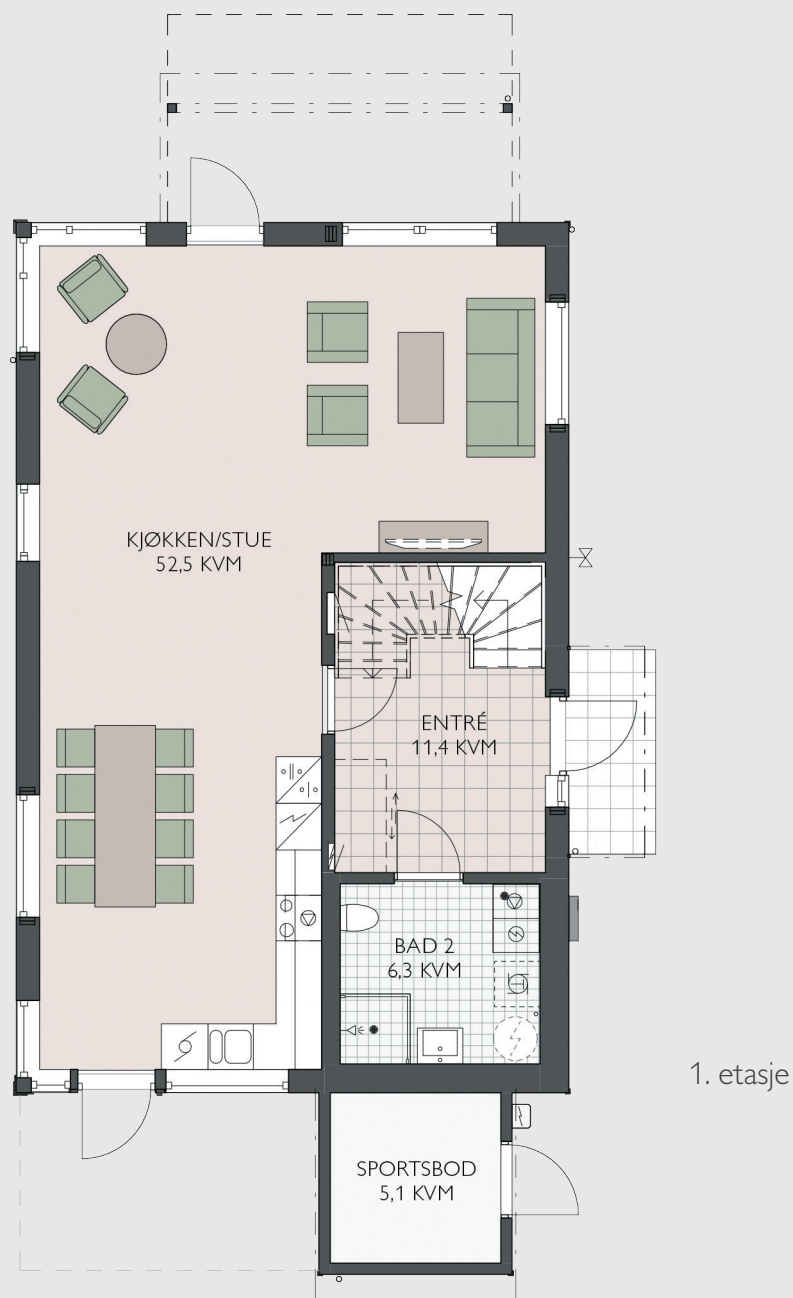 KJØKKEN/STUE
52,5 KVM
ENTRÉ
11,4 KVM
BAD 2
6,3 KVM
1. etasje
SPORTSBOD
5,1 KVM